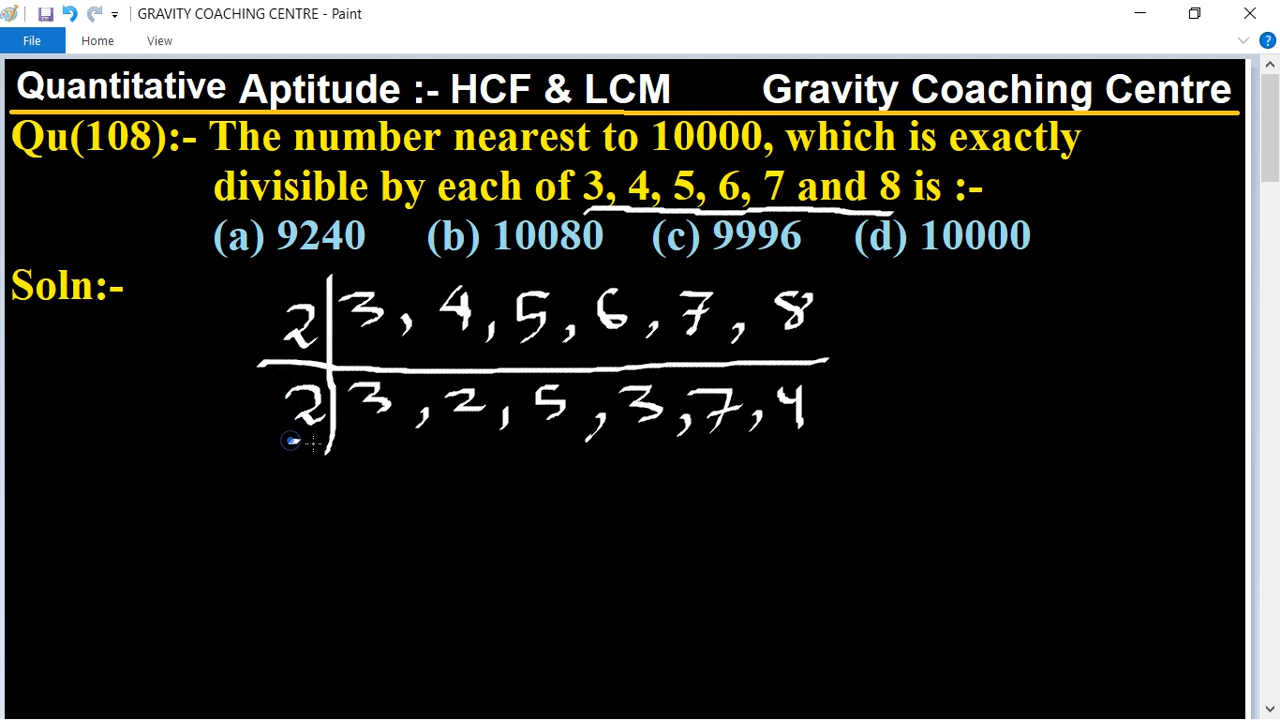 GRAVITY COACHING CENTRE - Paint
File Home View
Quantitative Aptitude :- HCF & LCM Gravity Coaching Centre
Qu(108):- The number nearest to 10000, which is exactly
divisible by each of 3, 4, 5, 6, 7 and 8 is :-
(a) 9240 (b) 10080 (c) 9996 (d) 10000
Soln:-
2 3, 4, 5, 6, 7, 8
2 3, 2, 5, 3, 7, 4